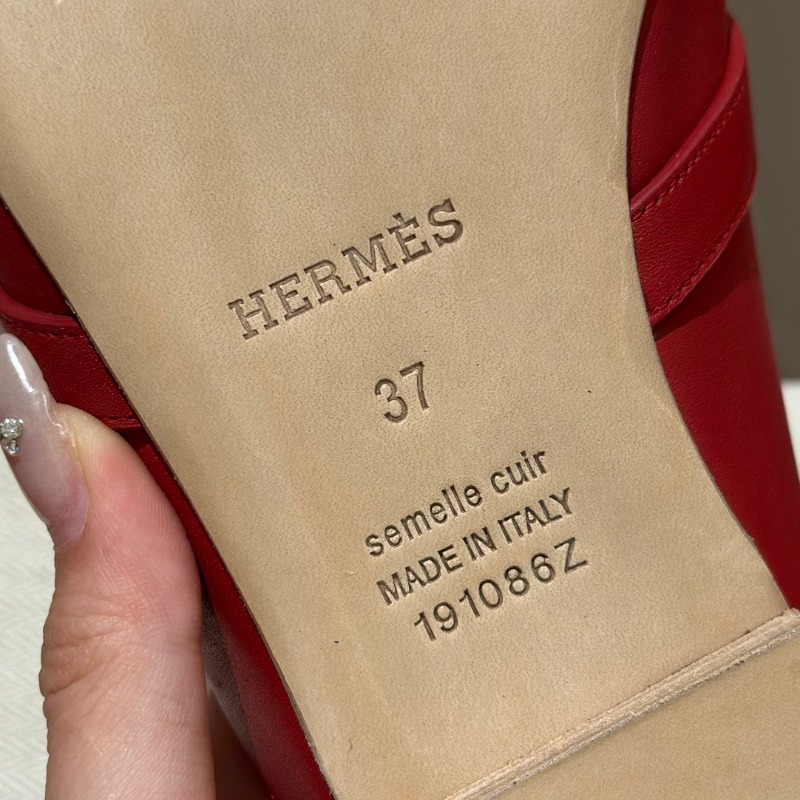 HERMÈS
37
semelle cuir
MADE IN ITALY
191086Z